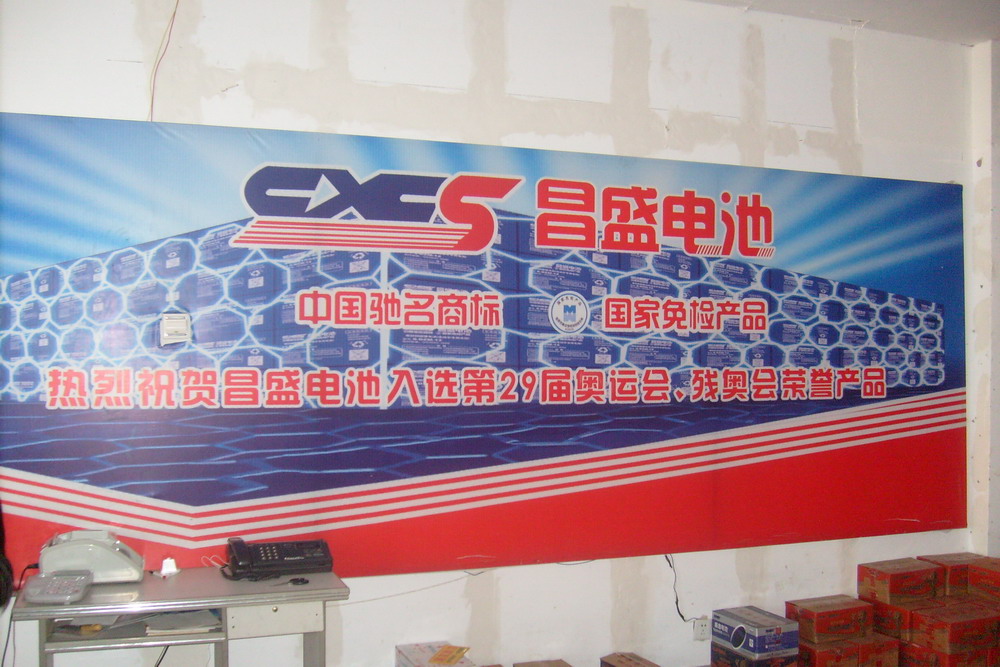 CXCS 昌盛电池
中国驰名商标 国家免检产品
热烈祝贺昌盛电池入选第29届奥运会、残奥会荣誉产品